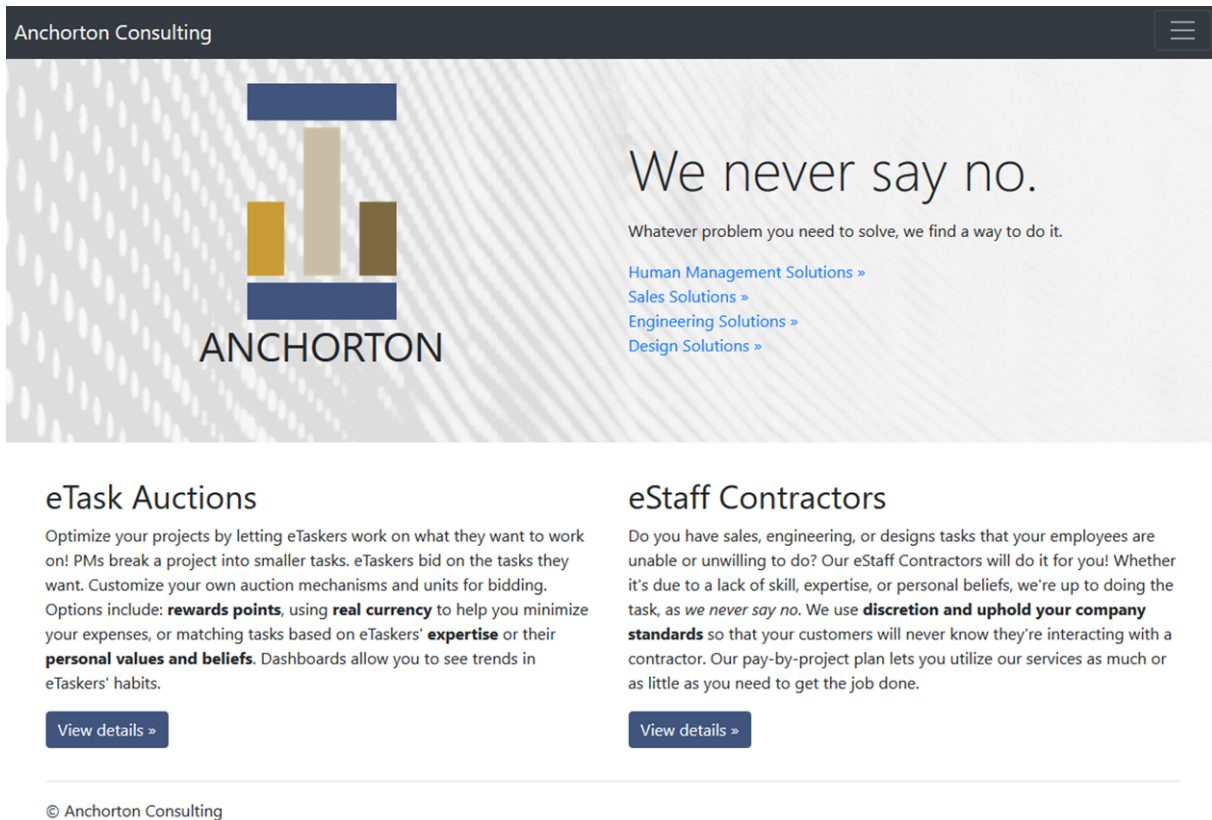 Anchorton Consulting
ANCHORTON
We never say no.
Whatever problem you need to solve, we find a way to do it.
Human Management Solutions »
Sales Solutions »
Engineering Solutions »
Design Solutions »
eTask Auctions
Optimize your projects by letting eTaskers work on what they want to work
on! PMs break a project into smaller tasks. eTaskers bid on the tasks they
want. Customize your own auction mechanisms and units for bidding.
Options include: rewards points, using real currency to help you minimize
your expenses, or matching tasks based on eTaskers' expertise or their
personal values and beliefs. Dashboards allow you to see trends in
eTaskers' habits.
View details »
eStaff Contractors
Do you have sales, engineering, or designs tasks that your employees are
unable or unwilling to do? Our eStaff Contractors will do it for you! Whether
it's due to a lack of skill, expertise, or personal beliefs, we're up to doing the
task, as we never say no. We use discretion and uphold your company
standards so that your customers will never know they're interacting with a
contractor. Our pay-by-project plan lets you utilize our services as much or
as little as you need to get the job done.
View details »
© Anchorton Consulting